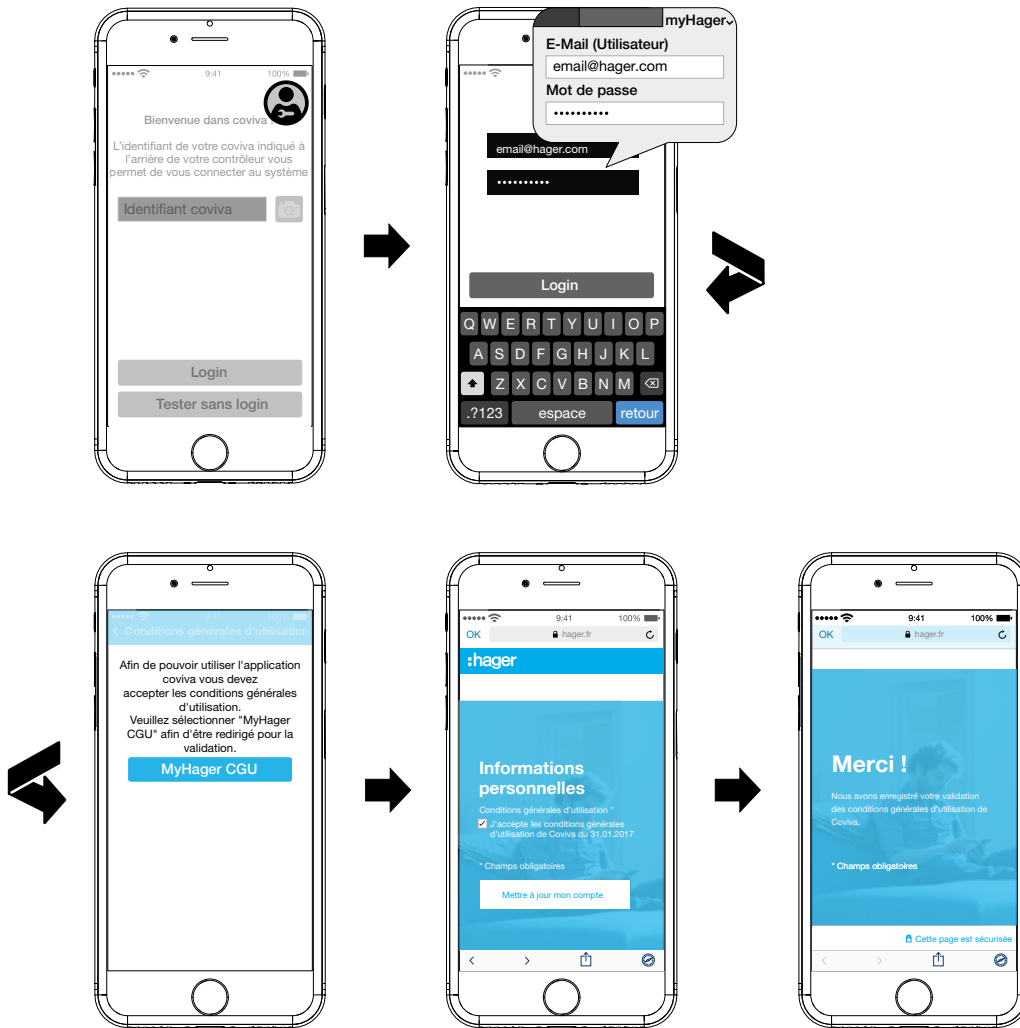 9:41
100%
Bienvenue dans coviva !
L'identifiant de votre coviva indiqué à
l'arrière de votre contrôleur vous
permet de vous connecter au système
Identifiant coviva
Login
Tester sans login
myHager
E-Mail (Utilisateur)
email@hager.com
Mot de passe
••••••••••
email@hager.com
••••••••••
Login
Q W E R T Y U I O P
A S D F G H J K L
Z X C V B N M
.?123 espace retour
9:41 100%
< Conditions générales d'utilisation
Afin de pouvoir utiliser l'application
coviva vous devez
accepter les conditions générales
d'utilisation.
Veuillez sélectionner "MyHager
CGU" afin d'être redirigé pour la
validation.
MyHager CGU
9:41 100%
OK hager.fr
:hager
Informations
personnelles
Conditions générales d'utilisation *
J'accèpte les conditions générales
d'utilisation de Coviva du 31.01.2017
* Champs obligatoires
Mettre à jour mon compte
9:41 100%
OK hager.fr
Merci !
Nous avons enregistré votre validation
des conditions générales d'utilisation de
Coviva.
* Champs obligatoires
Cette page est sécurisée